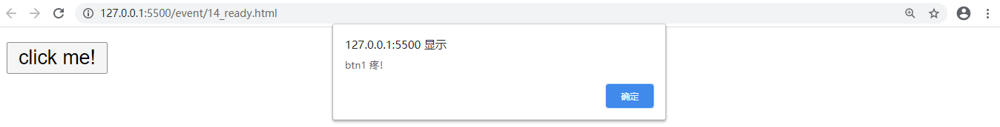 127.0.0.1:5500/event/14_ready.html
127.0.0.1:5500 显示
click me!
btn1 疼!
确定